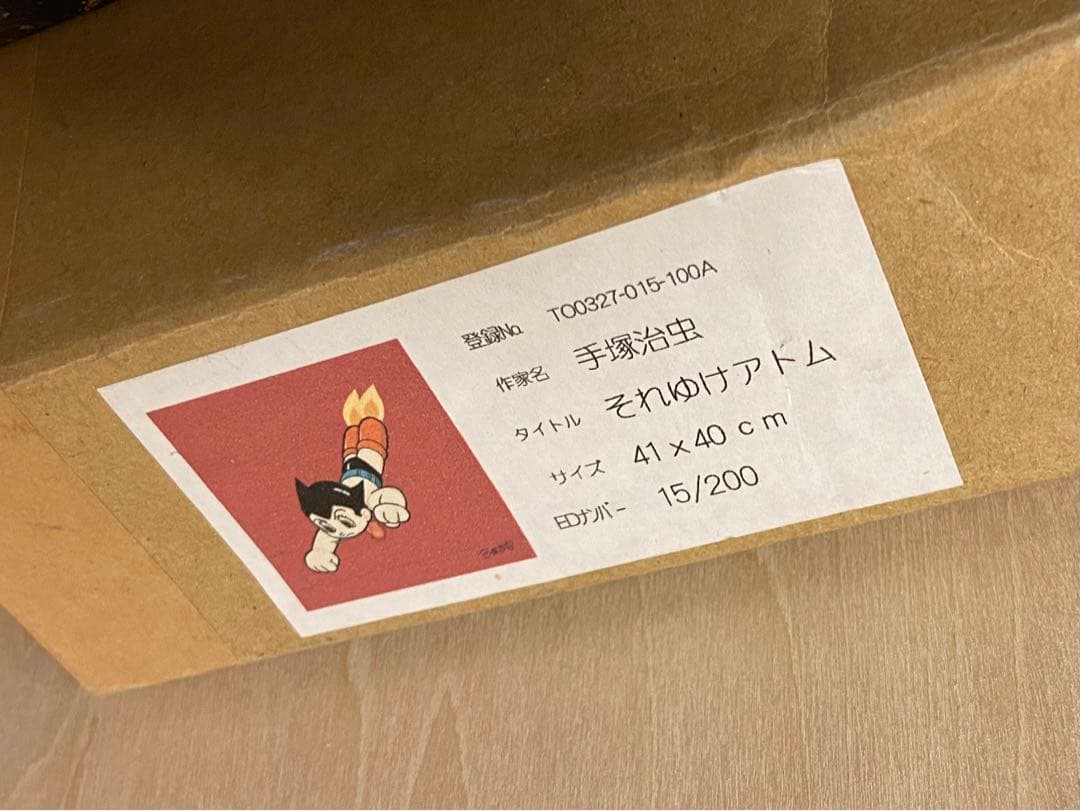 登録No. TO0327-015-100A
作家名 手塚治虫
タイトル それゆけアトム
サイズ 41×40cm
EDナンバー 15/200